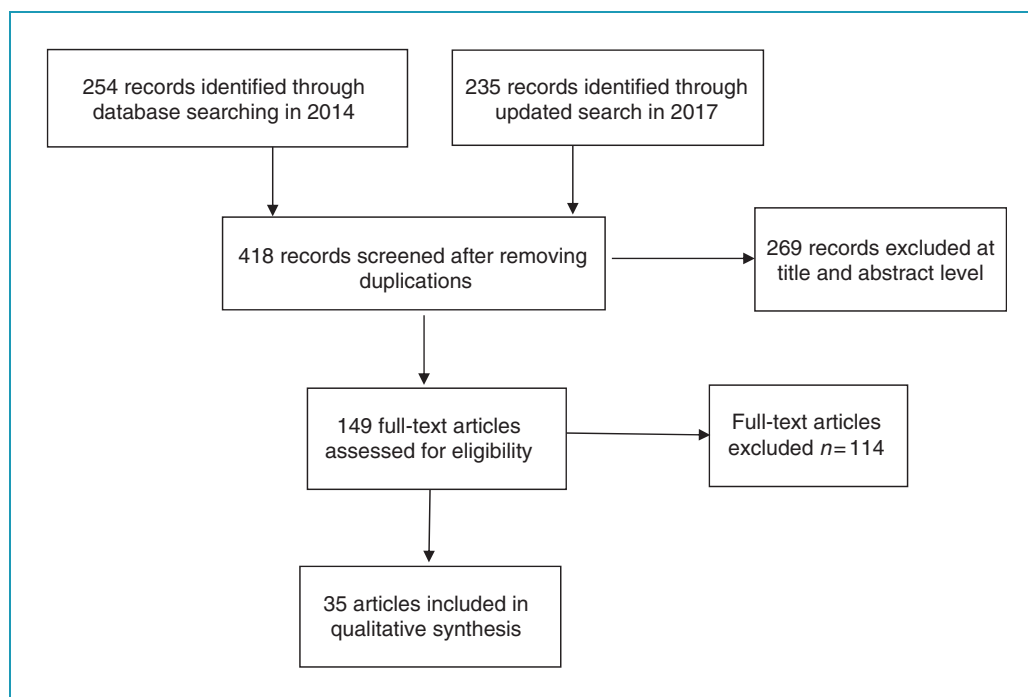 254 records identified through
database searching in 2014
235 records identified through
updated search in 2017
418 records screened after removing
duplications
269 records excluded at
title and abstract level
149 full-text articles
assessed for eligibility
Full-text articles
excluded n=114
35 articles included in
qualitative synthesis